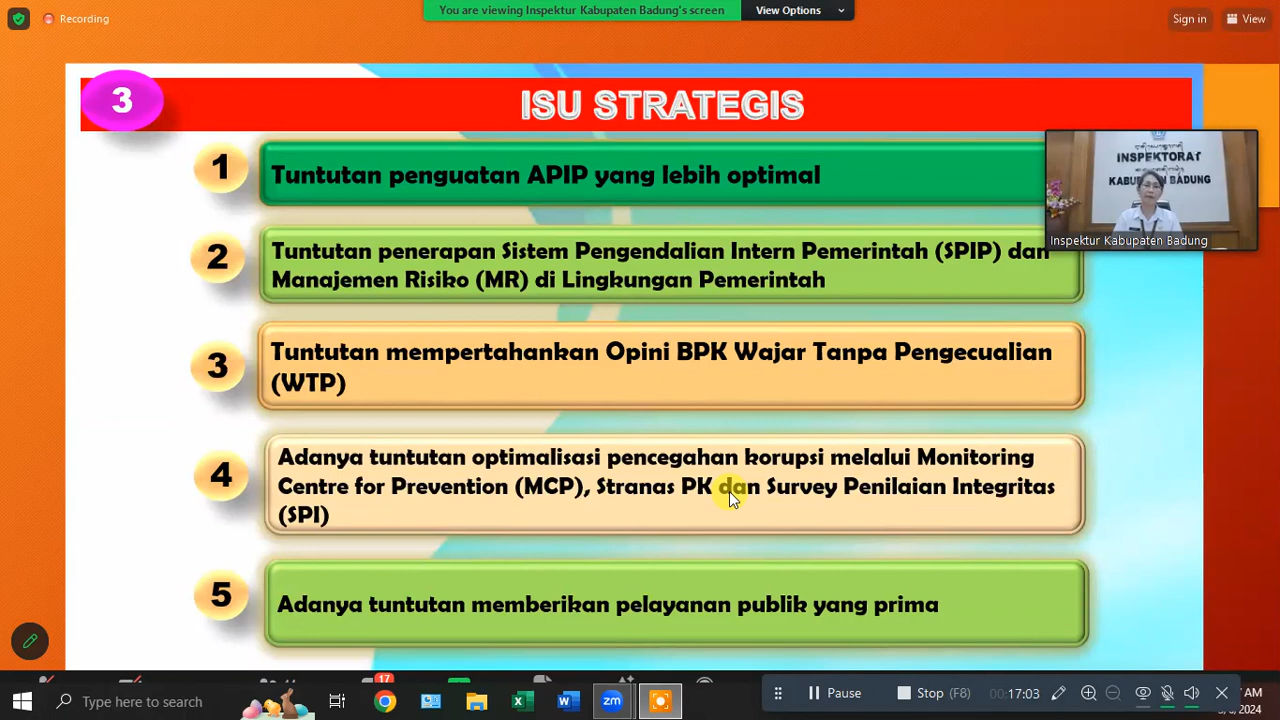 Recording
You are viewing Inspektur Kabupaten Badung's screen
View Options
Sign in
View
3
ISU STRATEGIS
1
Tuntutan penguatan APIP yang lebih optimal
INSPEKTORAT
KABUPATEN BADUNG
Inspektur Kabupaten Badung
2
Tuntutan penerapan Sistem Pengendalian Intern Pemerintah (SPIP) dan
Manajemen Risiko (MR) di Lingkungan Pemerintah
3
Tuntutan mempertahankan Opini BPK Wajar Tanpa Pengecualian
(WTP)
4
Adanya tuntutan optimalisasi pencegahan korupsi melalui Monitoring
Centre for Prevention (MCP), Stranas PK dan Survey Penilaian Integritas
(SPI)
5
Adanya tuntutan memberikan pelayanan publik yang prima
17
Type here to search
Pause
Stop (F8)
00:17:03
AM
2024